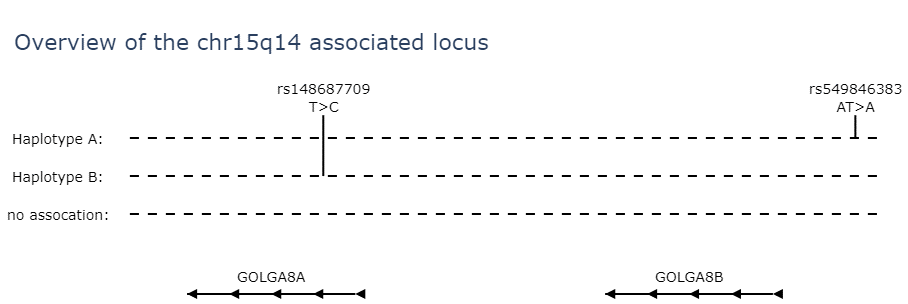 Overview of the chr15q14 associated locus
rs148687709
T>C
rs549846383
AT>A
Haplotype A:
Haplotype B:
no assocation:
GOLGA8A
GOLGA8B